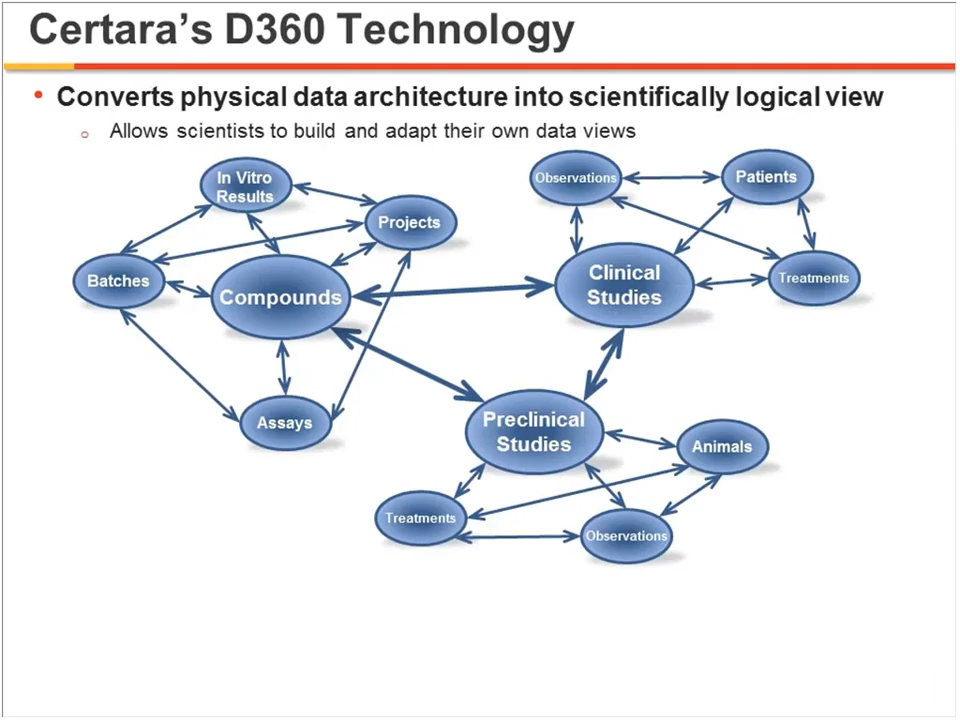 Certara’s D360 Technology
• Converts physical data architecture into scientifically logical view
o Allows scientists to build and adapt their own data views
In Vitro
Results
Projects
Batches
Compounds
Assays
Observations
Patients
Clinical
Studies
Treatments
Preclinical
Studies
Animals
Treatments
Observations